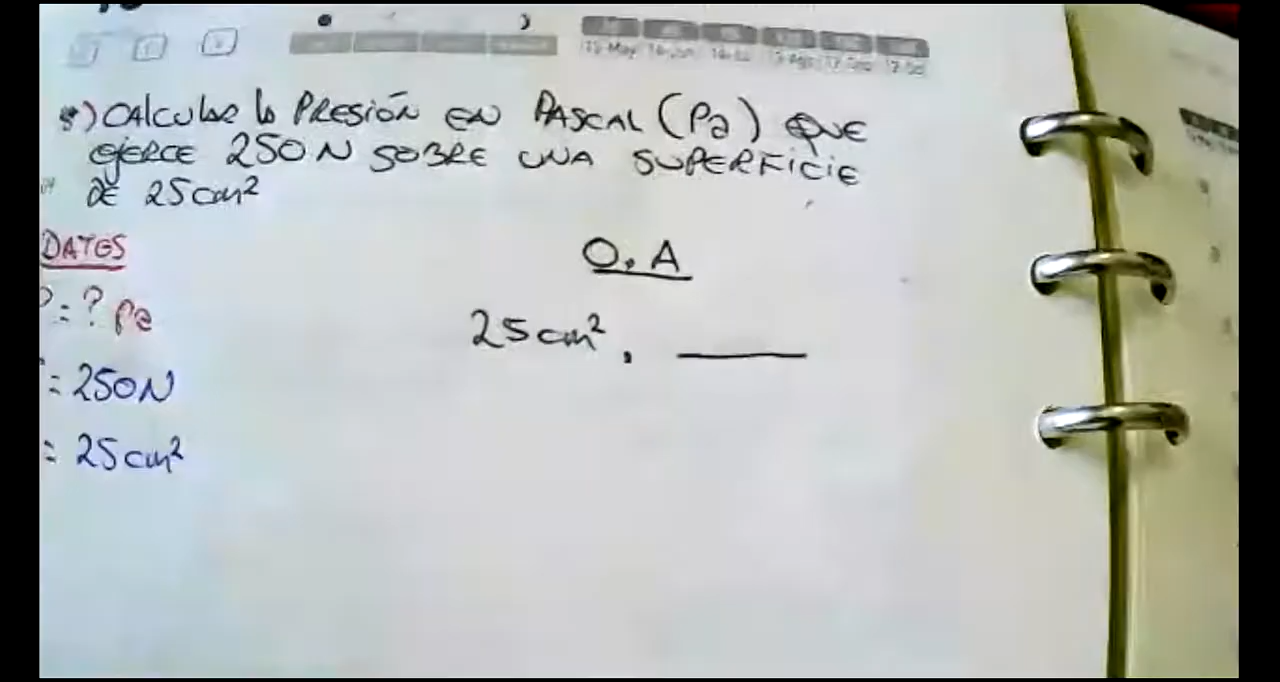 CALCULAR la PRESIÓN EN PASCAL (Pa) QUE
EJERCE 250N SOBRE UNA SUPERFICIE
DE 25cm²
DATOS
O.A
= ? Pa
25cm². ____
= 250N
= 25cm²